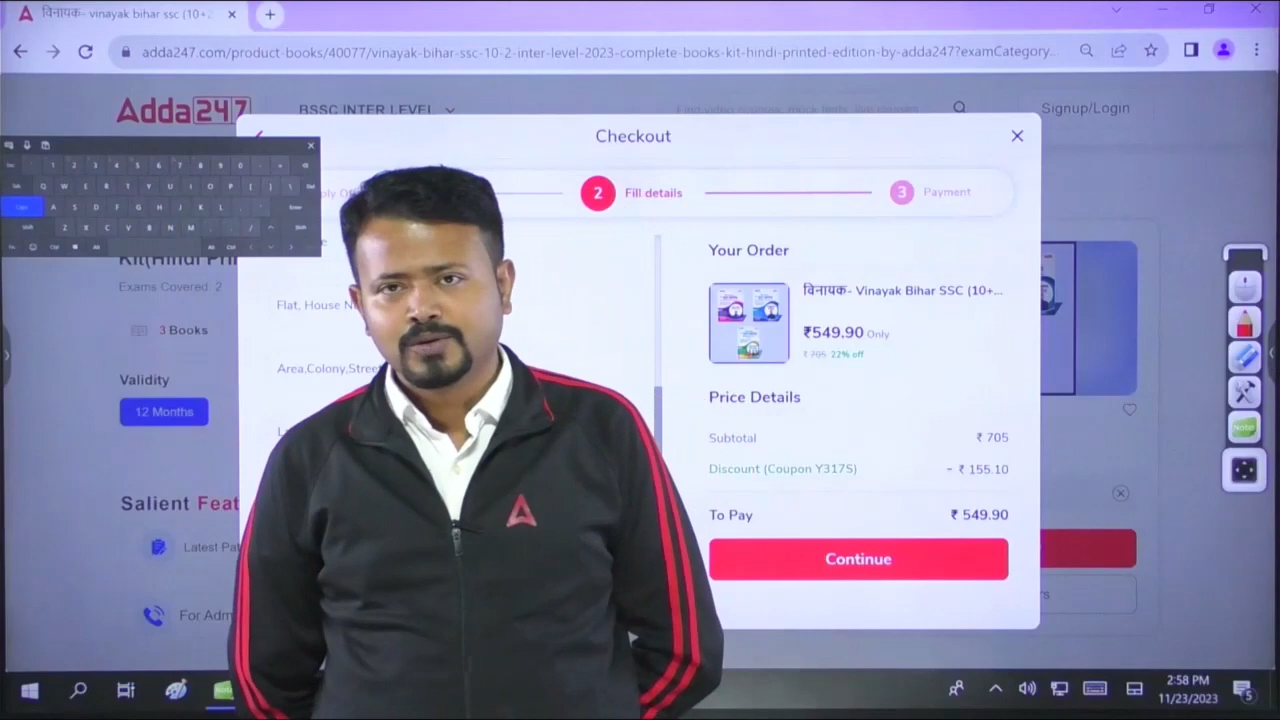 विनायक- vinayak bihar ssc (10+2
adda247.com/product-books/40077/vinayak-bihar-ssc-10-2-inter-level-2023-complete-books-kit-hindi-printed-edition-by-adda247?examCategory...
Adda247
BSSC INTER LEVEL
Signup/Login
Checkout
2 Fill details
3 Payment
Kit(Hindi Pri
Exams Covered: 2
3 Books
Validity
12 Months
Salient Feat
Latest Pat
For Adm
Flat, House N
Area,Colony,Stree
Your Order
विनायक- Vinayak Bihar SSC (10+...
₹549.90 Only
₹ 705 22% off
Price Details
Subtotal ₹ 705
Discount (Coupon Y317S) - ₹ 155.10
To Pay ₹ 549.90
Continue
2:58 PM
11/23/2023
5